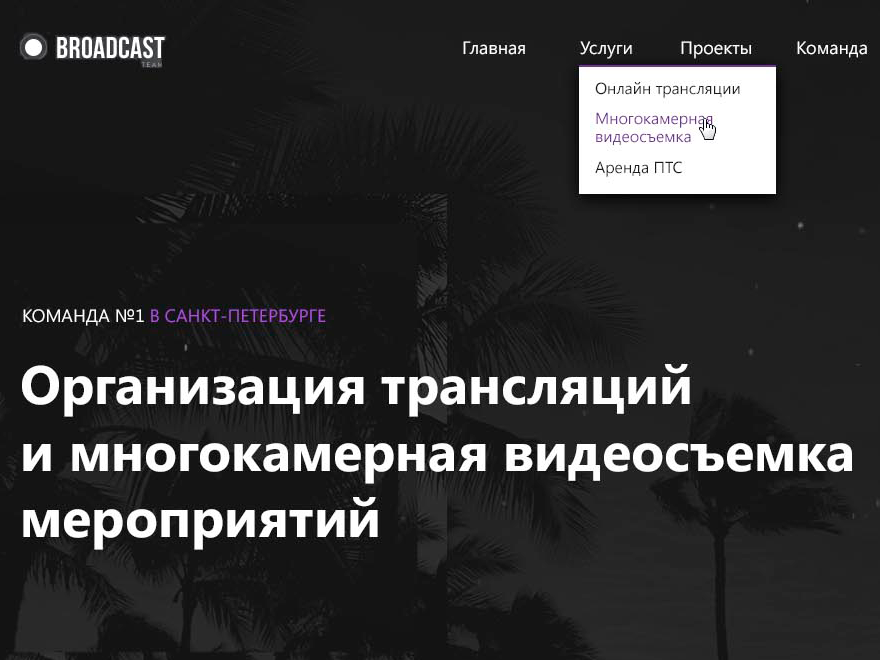 BROADCAST
TEAM
Главная Услуги Проекты Команда
Онлайн трансляции
Многокамерная
видеосъемка
Аренда ПТС
КОМАНДА №1 В САНКТ-ПЕТЕРБУРГЕ
Организация трансляций
и многокамерная видеосъемка
мероприятий